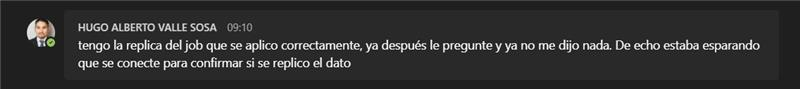 HUGO ALBERTO VALLE SOSA 09:10
tengo la replica del job que se aplico correctamente, ya después le pregunte y ya no me dijo nada. De echo estaba esparando
que se conecte para confirmar si se replico el dato